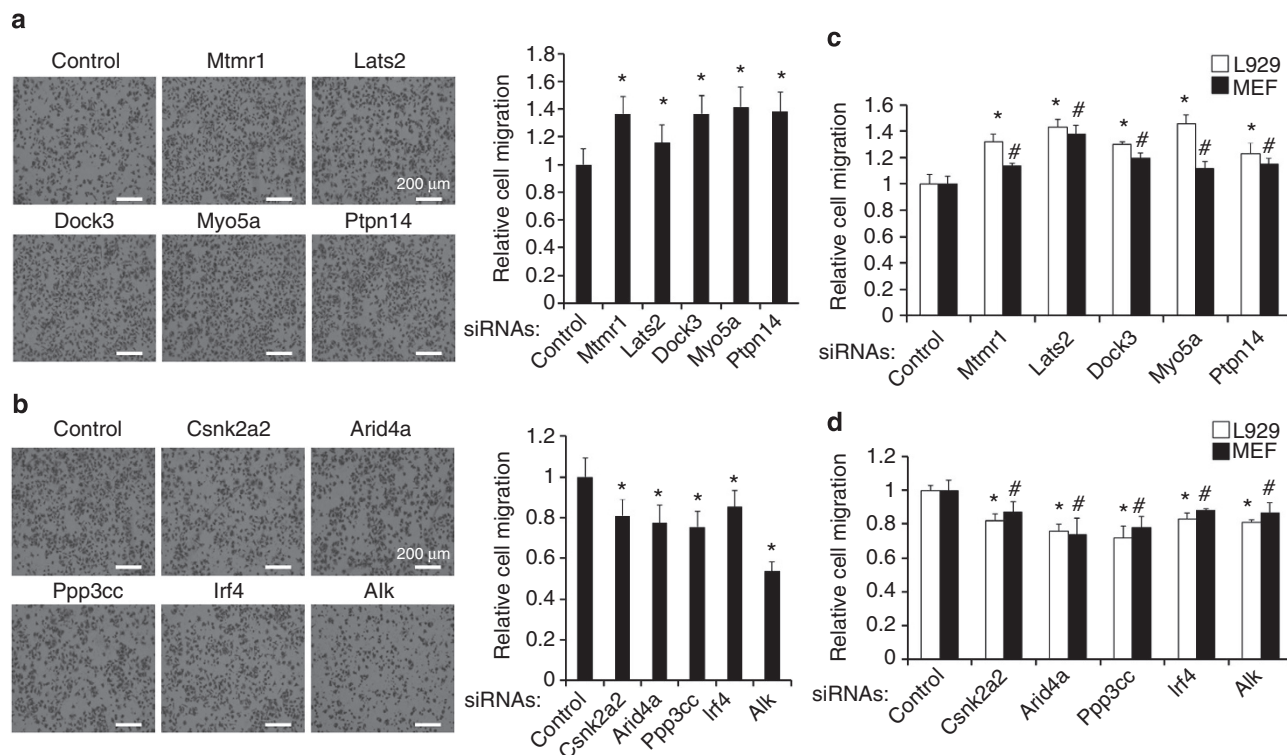 a
Control Mtmr1 Lats2
200 µm
Dock3 Myo5a Ptpn14
Relative cell migration
1.8
1.6
1.4
1.2
1
0.8
0.6
0.4
0.2
0
* * * * *
siRNAs:
Control Mtmr1 Lats2 Dock3 Myo5a Ptpn14
b
Control Csnk2a2 Arid4a
200 µm
Ppp3cc Irf4 Alk
Relative cell migration
1.2
1
0.8
0.6
0.4
0.2
0
* * * * *
siRNAs:
Control Csnk2a2 Arid4a Ppp3cc Irf4 Alk
c
L929
MEF
Relative cell migration
1.6
1.4
1.2
1
0.8
0.6
0.4
0.2
0
* # * # * # * # * #
siRNAs:
Control Mtmr1 Lats2 Dock3 Myo5a Ptpn14
d
L929
MEF
Relative cell migration
1.2
1
0.8
0.6
0.4
0.2
0
* # * # * # * # * #
siRNAs:
Control Csnk2a2 Arid4a Ppp3cc Irf4 Alk